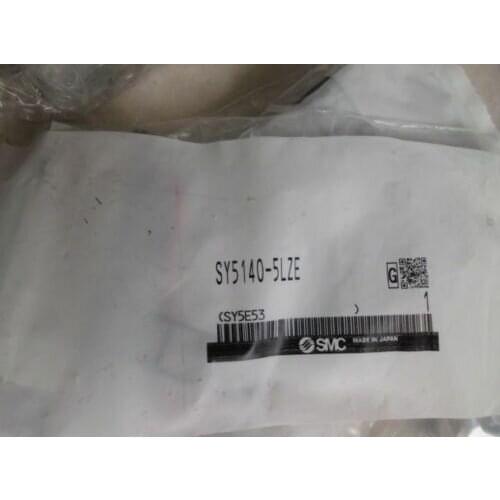 SY5140-5LZE
G
(SY5E53 ) 1
SMC MADE IN JAPAN